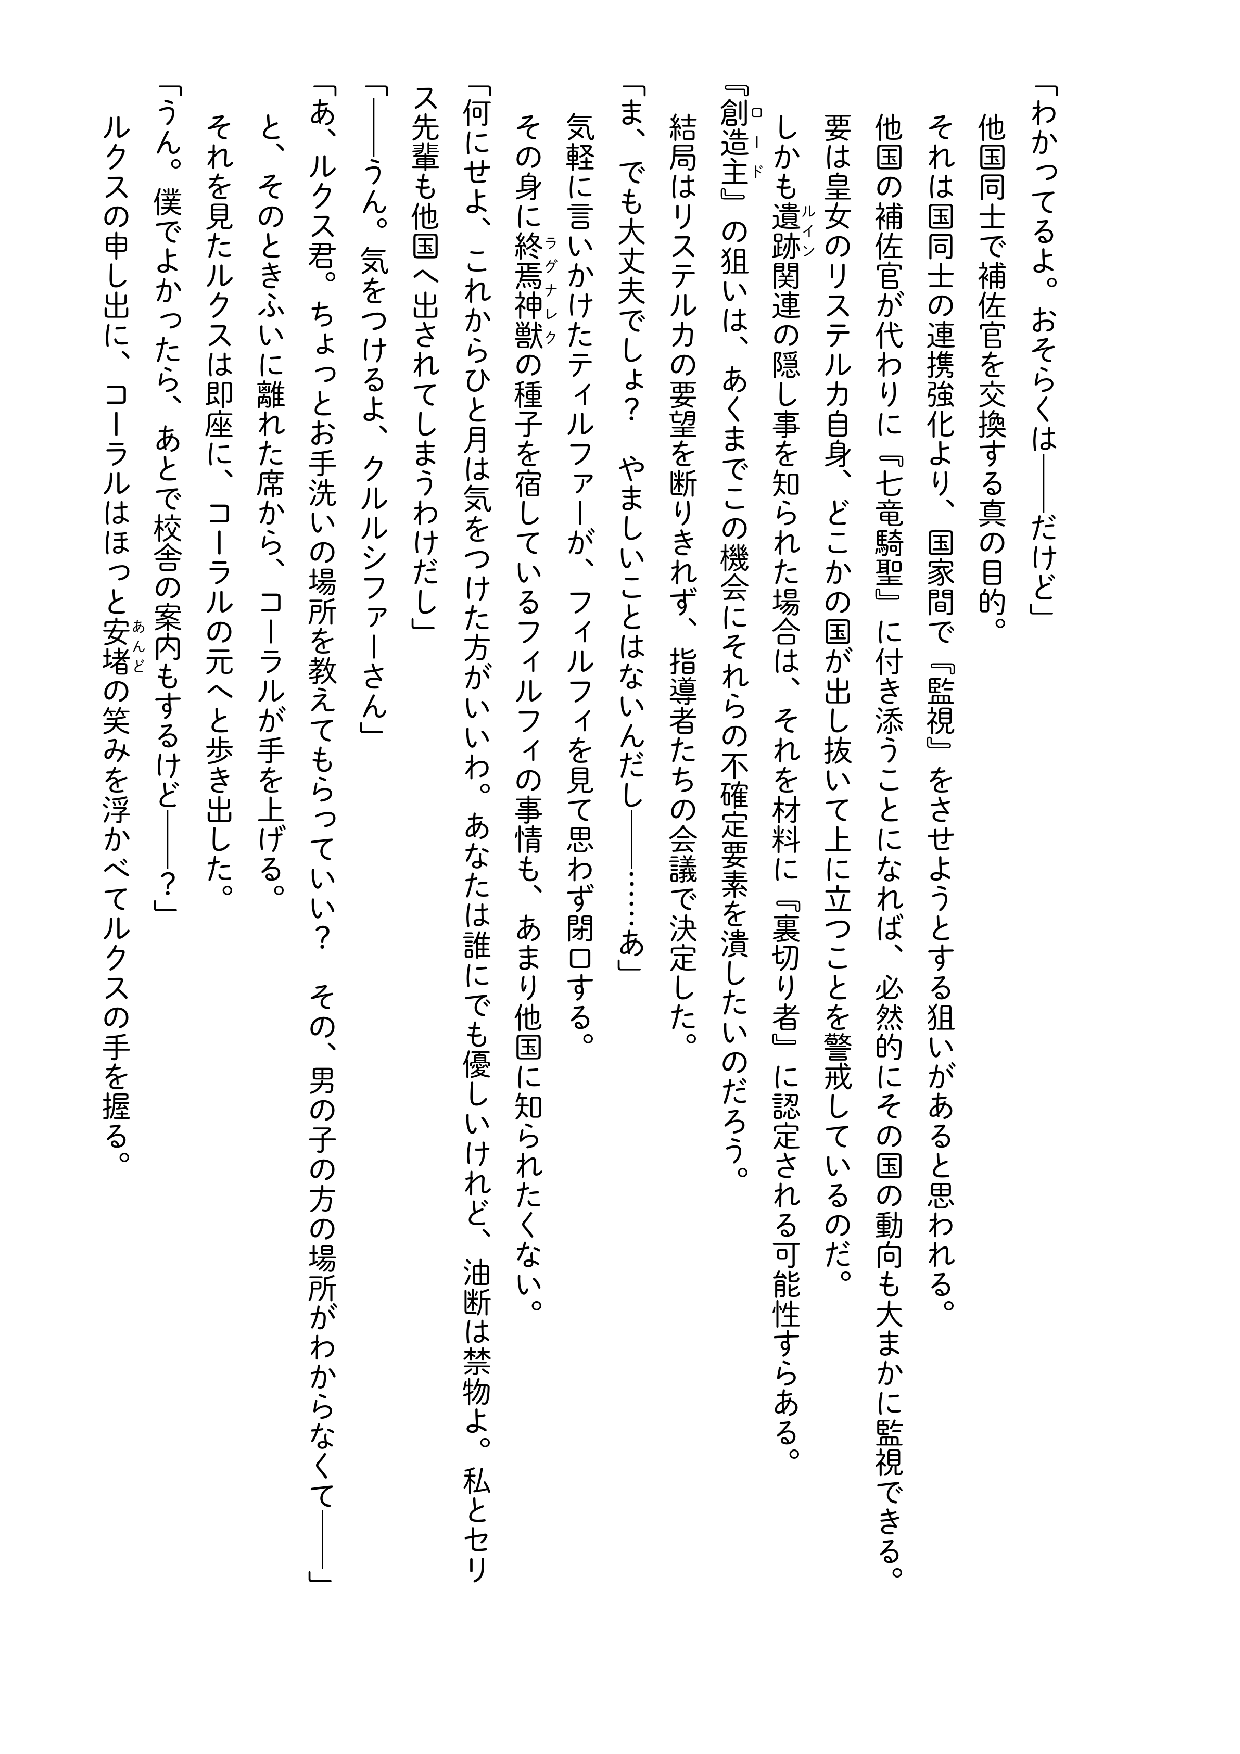 「わかってるよ。おそらくは――だけど」
他国同士で補佐官を交換する真の目的。
それは国同士の連携強化より、国家間で『監視』をさせようとする狙いがあると思われる。
他国の補佐官が代わりに『七竜騎聖』に付き添うことになれば、必然的にその国の動向も大まかに監視できる。
要は皇女のリステルカ自身、どこかの国が出し抜いて上に立つことを警戒しているのだ。
しかも遺跡関連の隠し事を知られた場合は、それを材料に『裏切り者』に認定される可能性すらある。
ルイン
『創造主』の狙いは、あくまでこの機会にそれらの不確定要素を潰したいのだろう。
ロード
結局はリステルカの要望を断りきれず、指導者たちの会議で決定した。
「ま、でも大丈夫でしょ？　やましいことはないんだし――……あ」
気軽に言いかけたティルファーが、フィルフィを見て思わず閉口する。
その身に終焉神獣の種子を宿しているフィルフィの事情も、あまり他国に知られたくない。
ラグナレク
「何にせよ、これからひと月は気をつけた方がいいわ。あなたは誰にでも優しいけれど、油断は禁物よ。私とセリ
ス先輩も他国へ出されてしまうわけだし」
「――うん。気をつけるよ、クルルシファーさん」
「あ、ルクス君。ちょっとお手洗いの場所を教えてもらっていい？　その、男の子の方の場所がわからなくて――」
と、そのときふいに離れた席から、コーラルが手を上げる。
それを見たルクスは即座に、コーラルの元へと歩き出した。
「うん。僕でよかったら、あとで校舎の案内もするけど――？」
ルクスの申し出に、コーラルはほっと安堵の笑みを浮かべてルクスの手を握る。
あんど